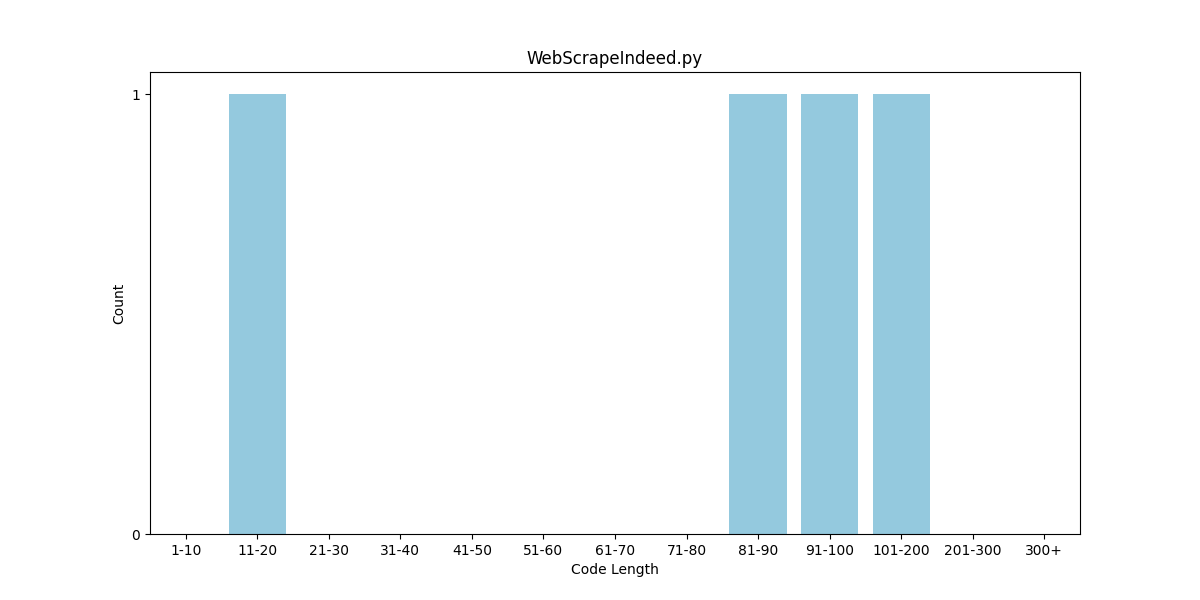 WebScrapeIndeed.py
1
Count
0
1-10 11-20 21-30 31-40 41-50 51-60 61-70 71-80 81-90 91-100 101-200 201-300 300+
Code Length